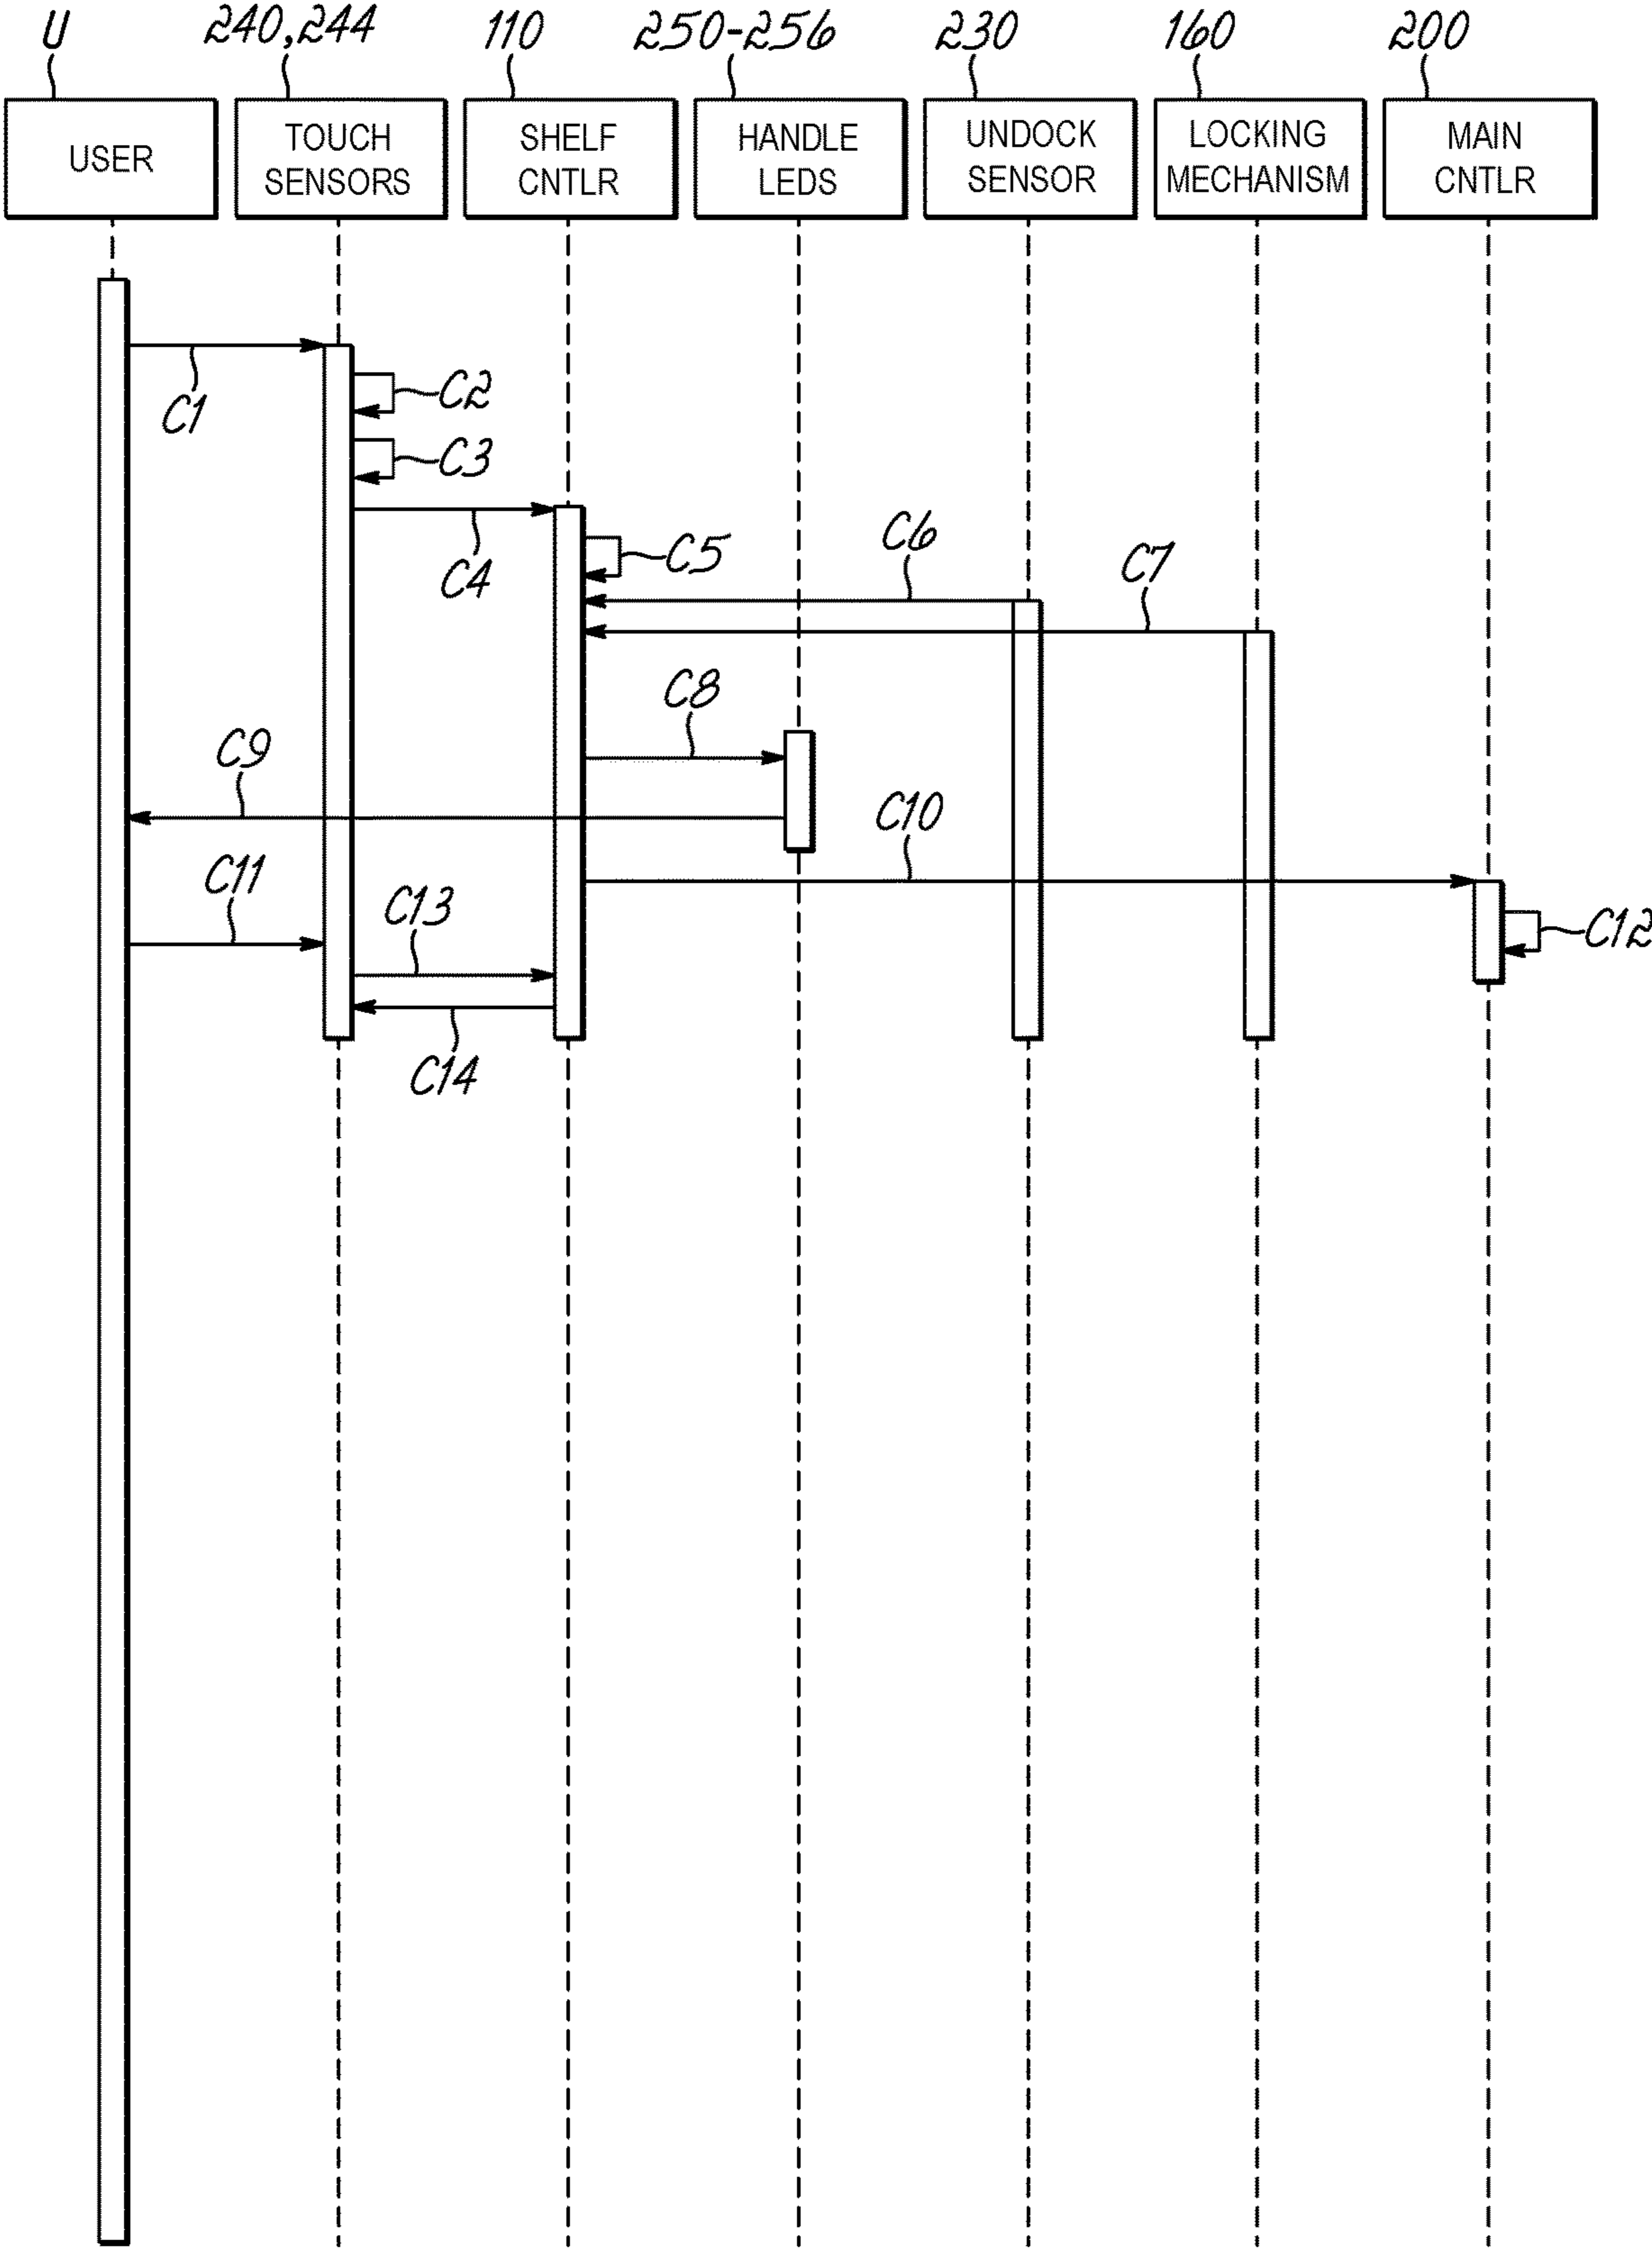 U
240,244
110
250-256
230
160
200
USER
TOUCH
SENSORS
SHELF
CNTLR
HANDLE
LEDS
UNDOCK
SENSOR
LOCKING
MECHANISM
MAIN
CNTLR
C1
C2
C3
C4
C5
C6
C7
C8
C9
C10
C11
C13
C12
C14